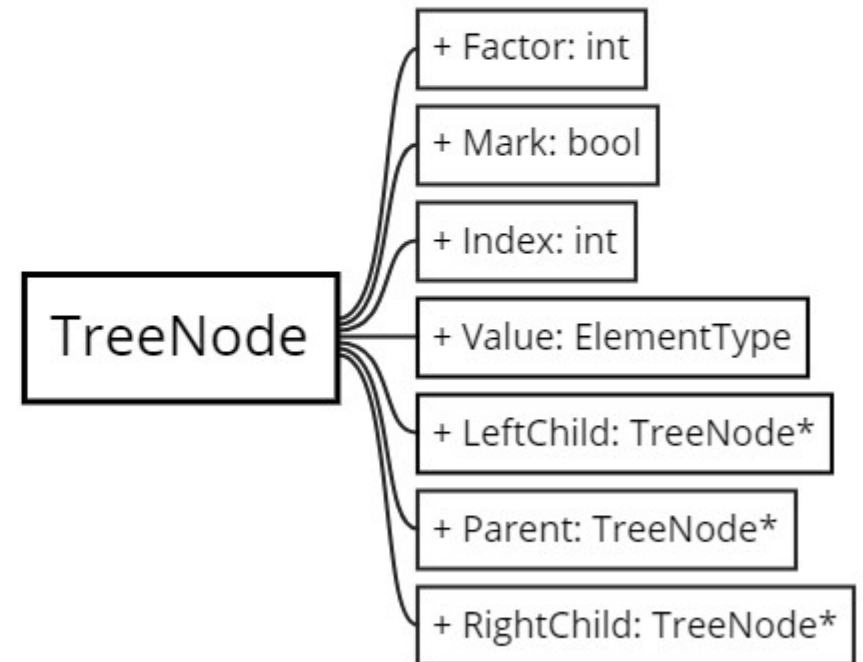 TreeNode
+ Factor: int
+ Mark: bool
+ Index: int
+ Value: ElementType
+ LeftChild: TreeNode*
+ Parent: TreeNode*
+ RightChild: TreeNode*